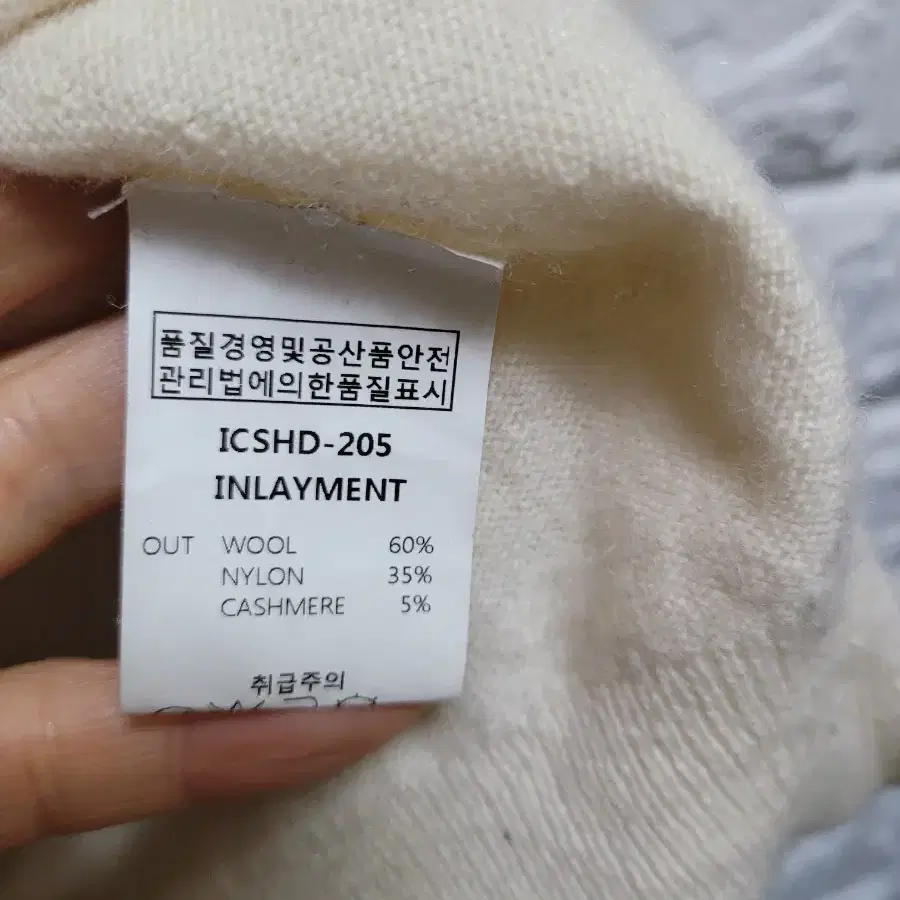 품질경영및공산품안전
관리법에의한품질표시
ICSHD-205
INLAYMENT
OUT WOOL 60%
NYLON 35%
CASHMERE 5%
취급주의